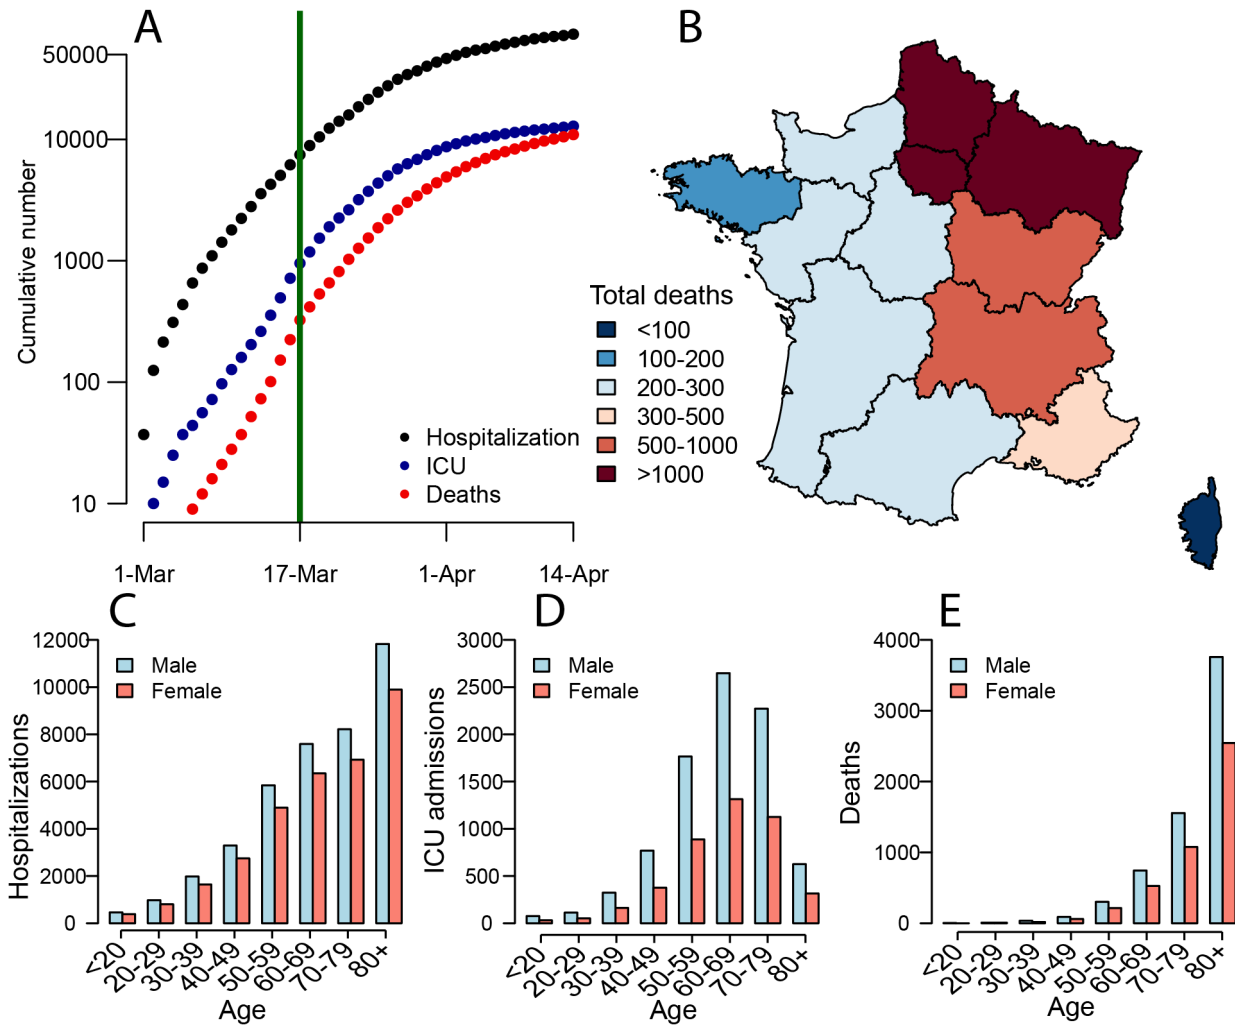 A
Cumulative number
50000
10000
1000
100
10
Hospitalization
ICU
Deaths
1-Mar
17-Mar
1-Apr
14-Apr
B
Total deaths
<100
100-200
200-300
300-500
500-1000
>1000
C
Hospitalizations
12000
10000
8000
6000
4000
2000
0
Male
Female
<20
20-29
30-39
40-49
50-59
60-69
70-79
80+
Age
D
ICU admissions
3000
2500
2000
1500
1000
500
0
Male
Female
<20
20-29
30-39
40-49
50-59
60-69
70-79
80+
Age
E
Deaths
4000
3000
2000
1000
0
Male
Female
<20
20-29
30-39
40-49
50-59
60-69
70-79
80+
Age